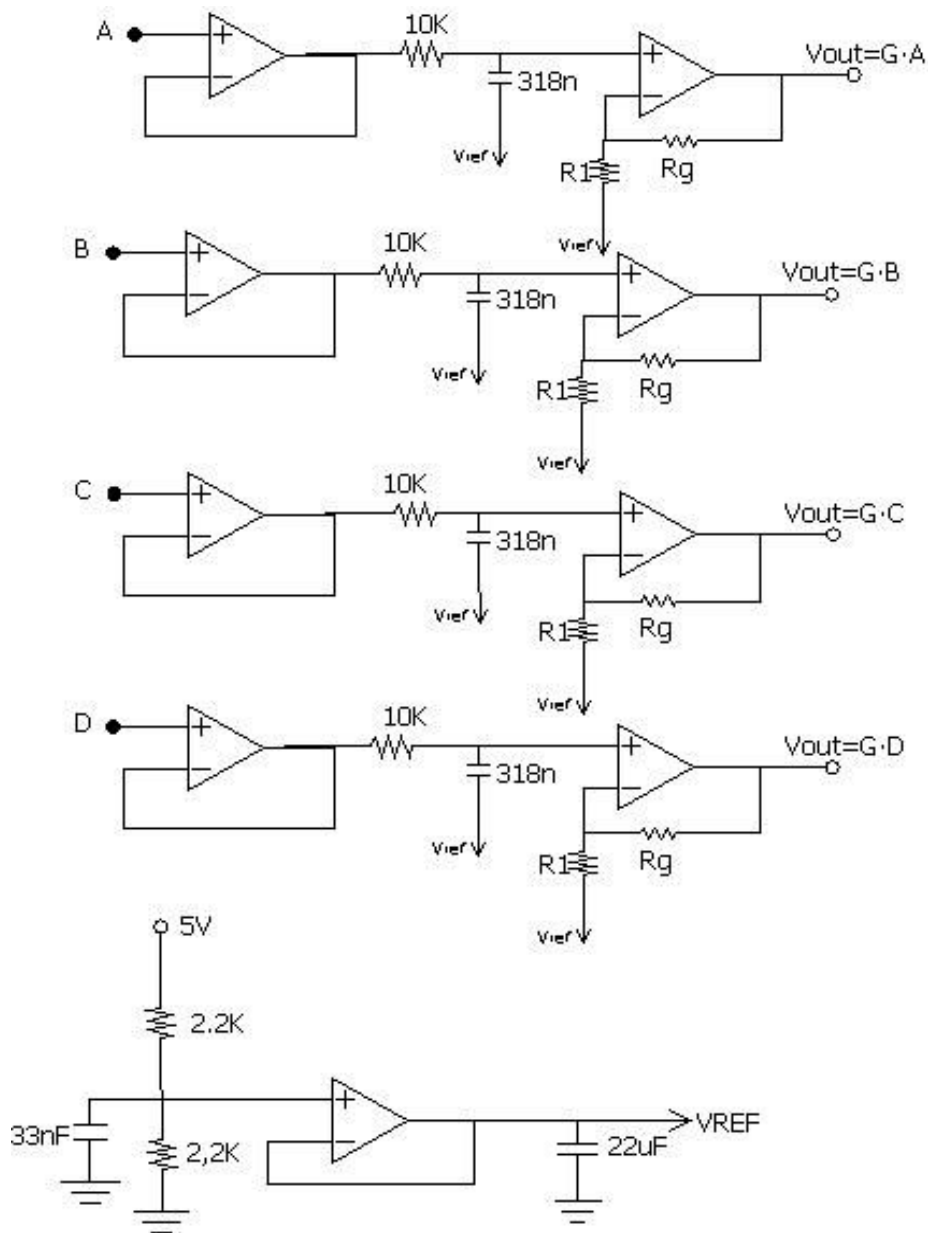 A
10K
318n
Vref
R1
Rg
Vref
Vout=G·A
B
10K
318n
Vref
R1
Rg
Vref
Vout=G·B
C
10K
318n
Vref
R1
Rg
Vref
Vout=G·C
D
10K
318n
Vref
R1
Rg
Vref
Vout=G·D
5V
2.2K
33nF
2,2K
22uF
VREF